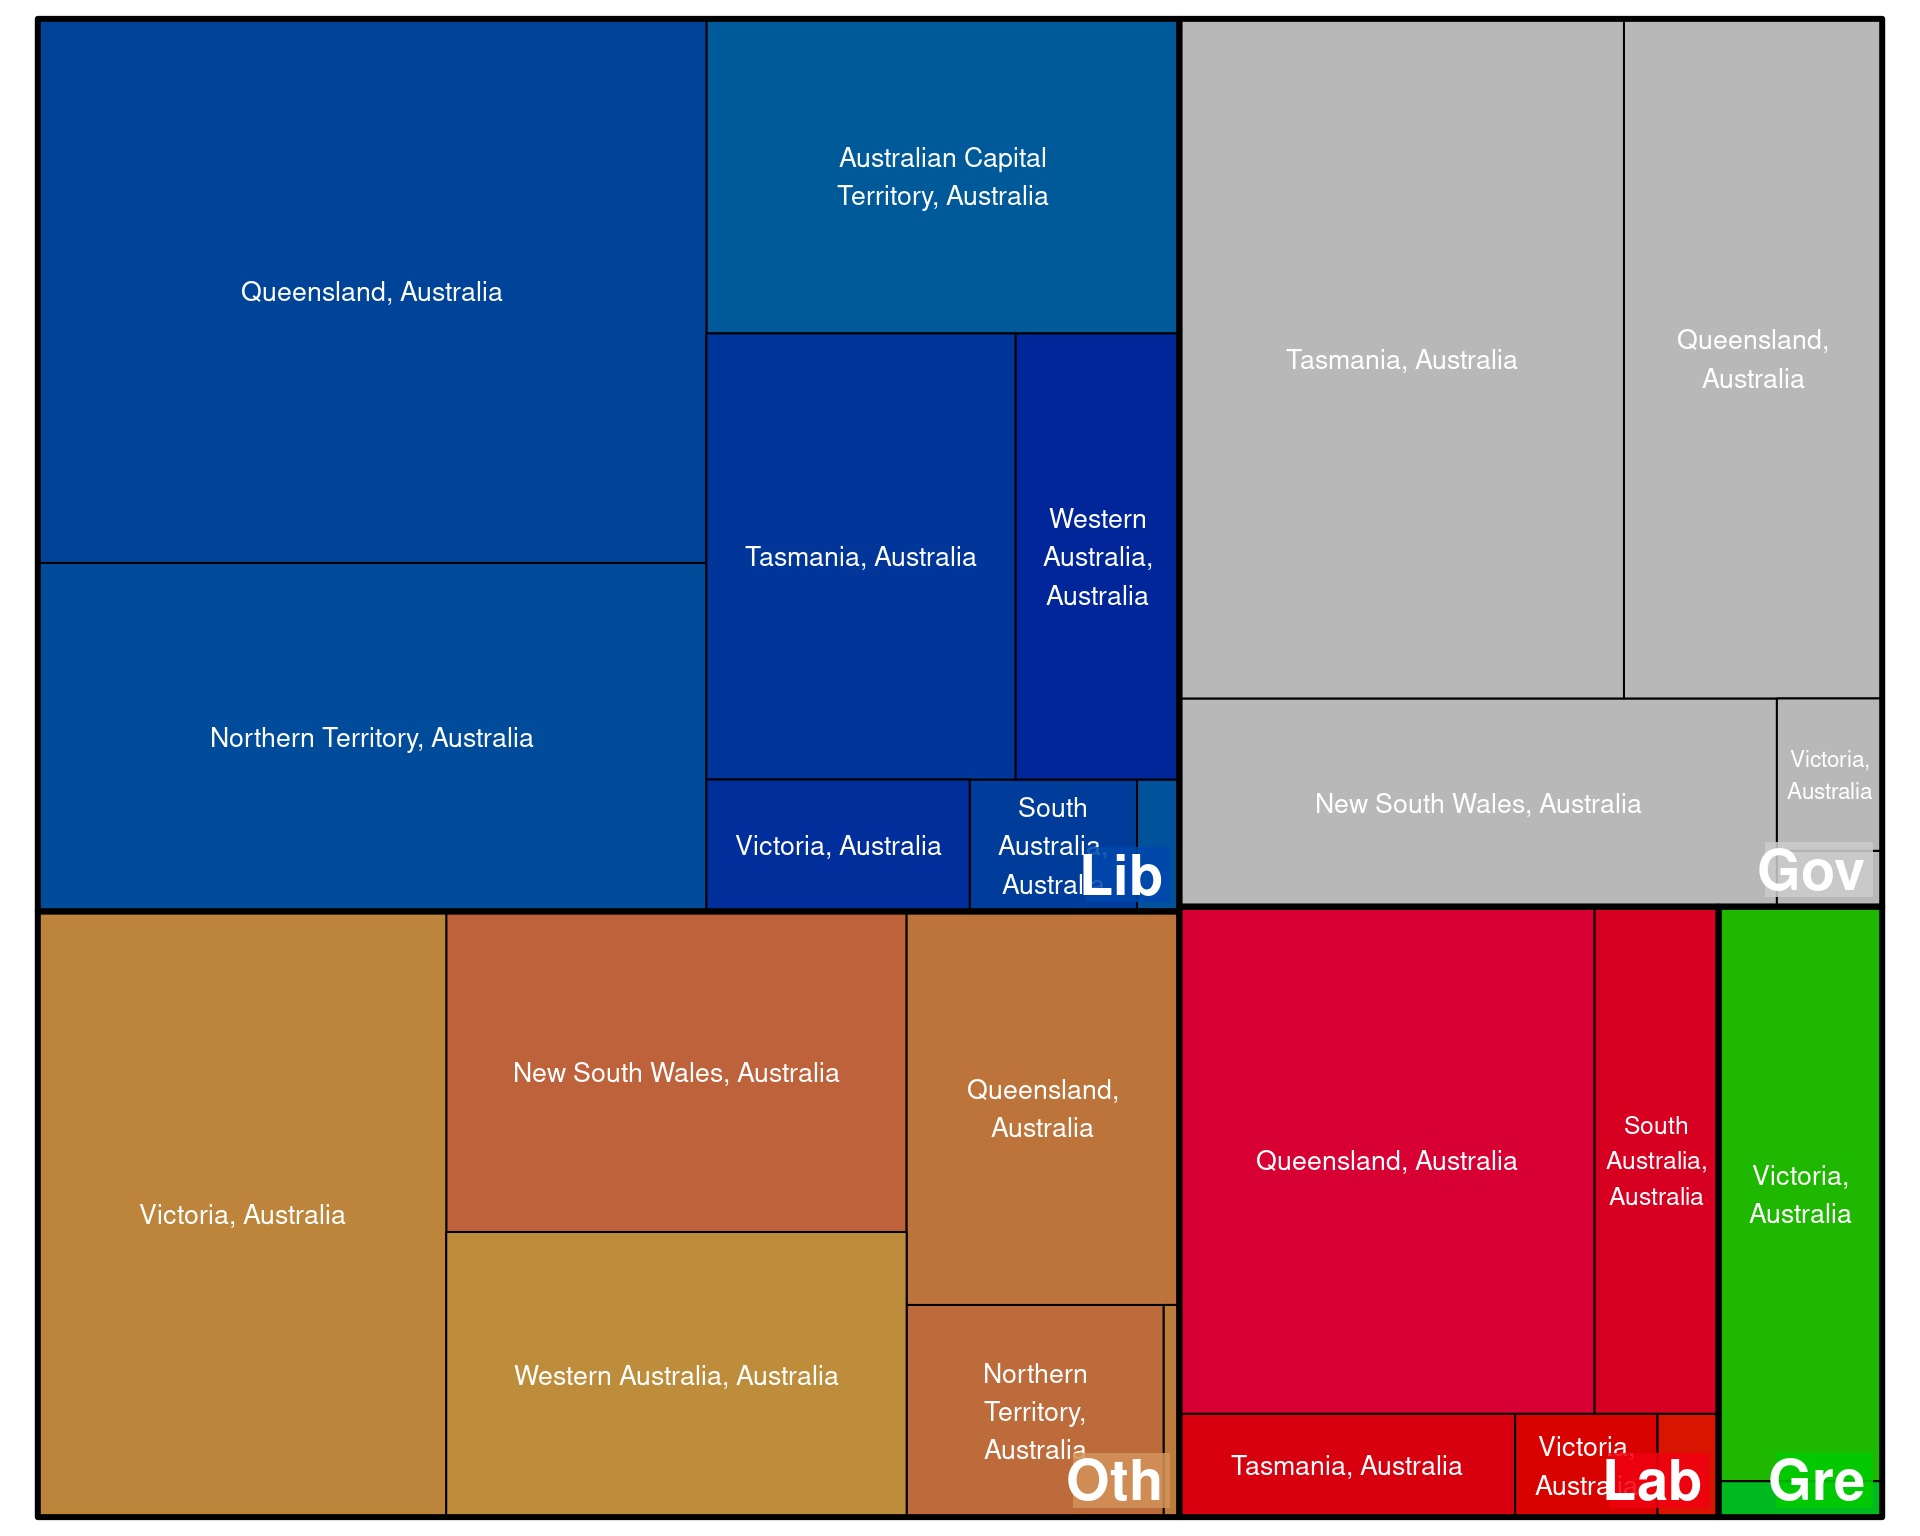 Queensland, Australia
Northern Territory, Australia
Australian Capital
Territory, Australia
Tasmania, Australia
Western
Australia,
Australia
Victoria, Australia
South
Australia,
Australia
Lib
Tasmania, Australia
Queensland,
Australia
New South Wales, Australia
Victoria,
Australia
Gov
Victoria, Australia
New South Wales, Australia
Western Australia, Australia
Queensland,
Australia
Northern
Territory,
Australia
Oth
Queensland, Australia
South
Australia,
Australia
Tasmania, Australia
Victoria,
Australia
Lab
Victoria,
Australia
Gre